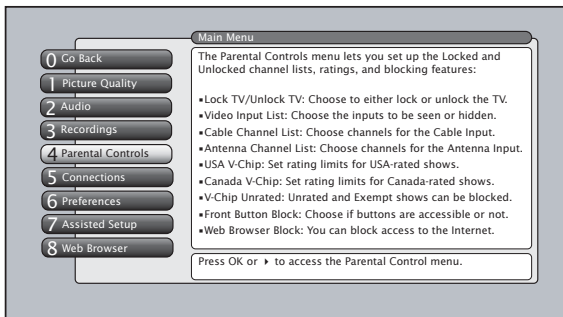 Main Menu
0 Go Back
1 Picture Quality
2 Audio
3 Recordings
4 Parental Controls
5 Connections
6 Preferences
7 Assisted Setup
8 Web Browser
The Parental Controls menu lets you set up the Locked and
Unlocked channel lists, ratings, and blocking features:
▪Lock TV/Unlock TV: Choose to either lock or unlock the TV.
▪Video Input List: Choose the inputs to be seen or hidden.
▪Cable Channel List: Choose channels for the Cable Input.
▪Antenna Channel List: Choose channels for the Antenna Input.
▪USA V-Chip: Set rating limits for USA-rated shows.
▪Canada V-Chip: Set rating limits for Canada-rated shows.
▪V-Chip Unrated: Unrated and Exempt shows can be blocked.
▪Front Button Block: Choose if buttons are accessible or not.
▪Web Browser Block: You can block access to the Internet.
Press OK or ▸ to access the Parental Control menu.